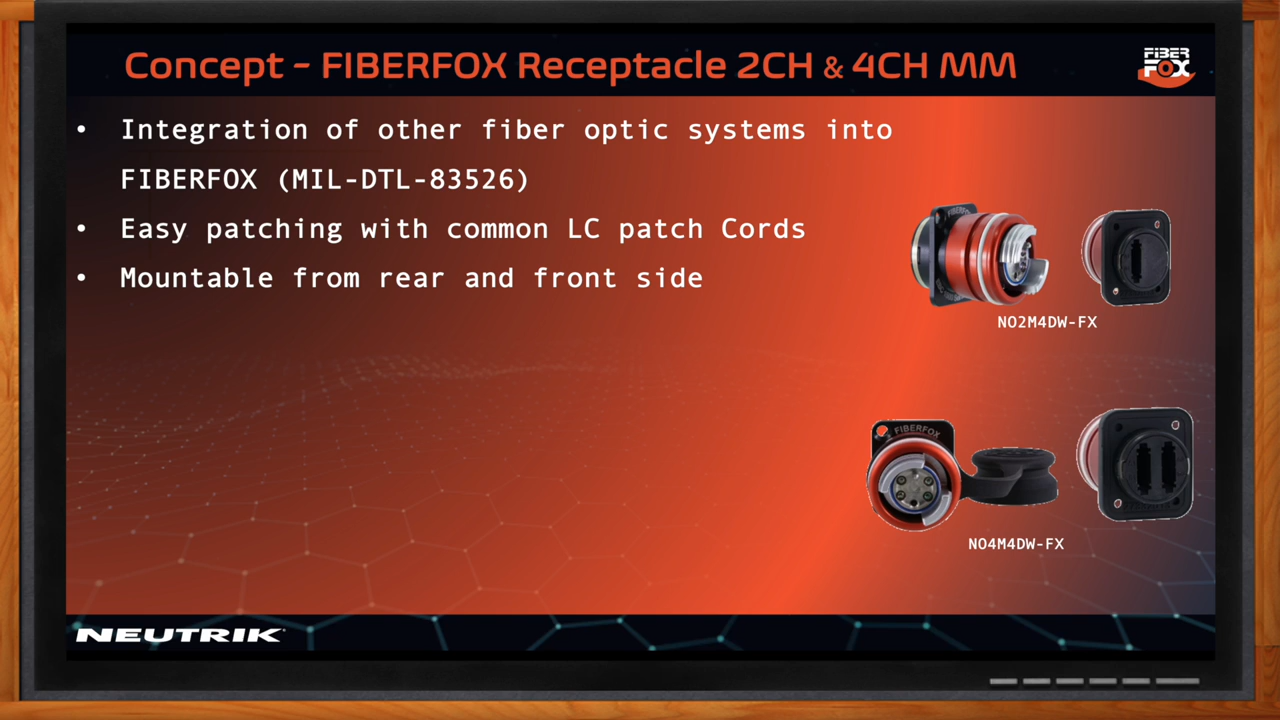 Concept - FIBERFOX Receptacle 2CH & 4CH MM
FIBER
FOX
• Integration of other fiber optic systems into
FIBERFOX (MIL-DTL-83526)
• Easy patching with common LC patch Cords
• Mountable from rear and front side
NO2M4DW-FX
FIBERFOX
NO4M4DW-FX
NEUTRIK